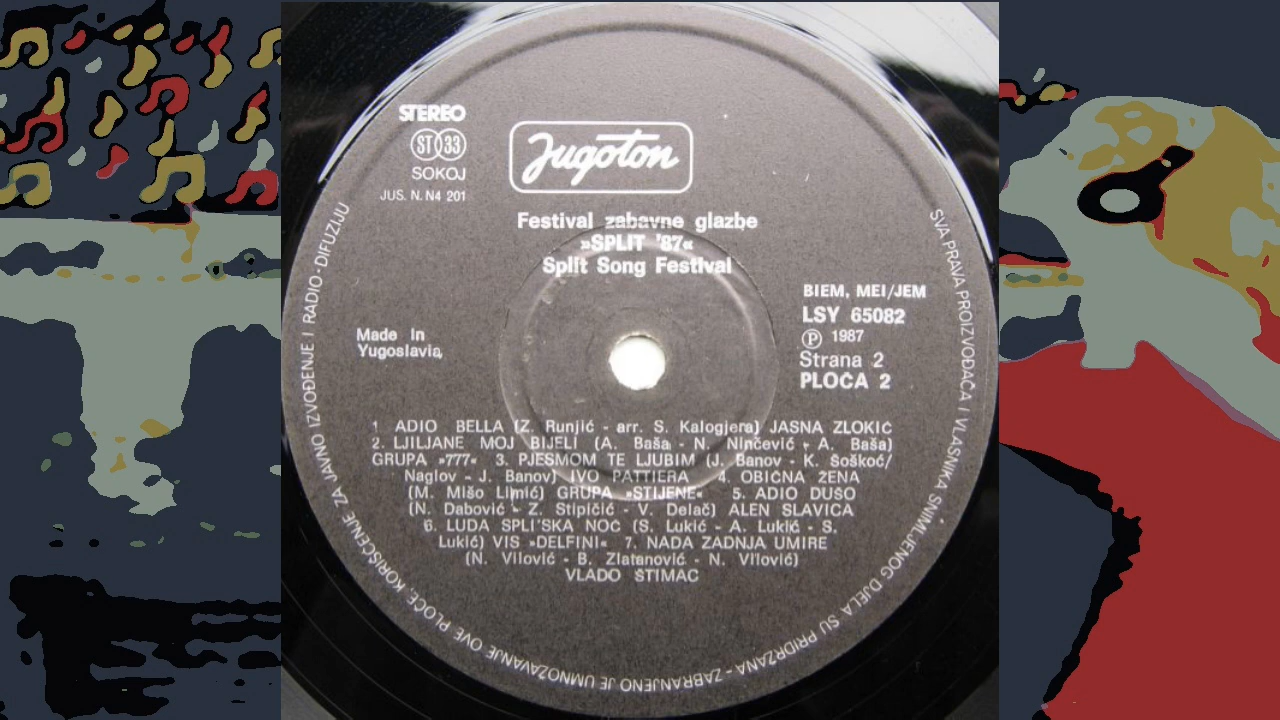 STEREO
ST 33
SOKOJ
JUS. N. N4 201
Jugoton
Festival zabavne glazbe
»SPLIT '87«
Split Song Festival
Made In
Yugoslavia
BIEM, MEI/JEM
LSY 65082
Ⓟ 1987
Strana 2
PLOČA 2
1 ADIO BELLA (Z. Runjić - arr. S. Kalogjera) JASNA ZLOKIĆ
2. LJILJANE MOJ BIJELI (A. Baša - N. Ninčević - A. Baša)
GRUPA »777« 3. PJESMOM TE LJUBIM (J. Banov - K. Šoškoć/
Naglov - J. Banov) IVO PATTIERA 4. OBIČNA ŽENA
(M. Mišo Limić) GRUPA »STIJENE« 5. ADIO DUŠO
(N. Dabović - Z. Stipičić - V. Delač) ALEN SLAVICA
6. LUDA SPLITSKA NOĆ (S. Lukić - A. Lukić - S.
Lukić) VIS »DELFINI« 7. NADA ZADNJA UMIRE
(N. Vilović - B. Zlatanović - N. Vilović)
VLADO ŠTIMAC
SVA PRAVA PROIZVOĐAČA I VLASNIKA SNIMLJENOG DJELA SU PRIDRŽANA - ZABRANJENO JE UMNOŽAVANJE OVE PLOČE, KORIŠĆENJE ZA JAVNO IZVOĐENJE I RADIO-DIFUZIJU